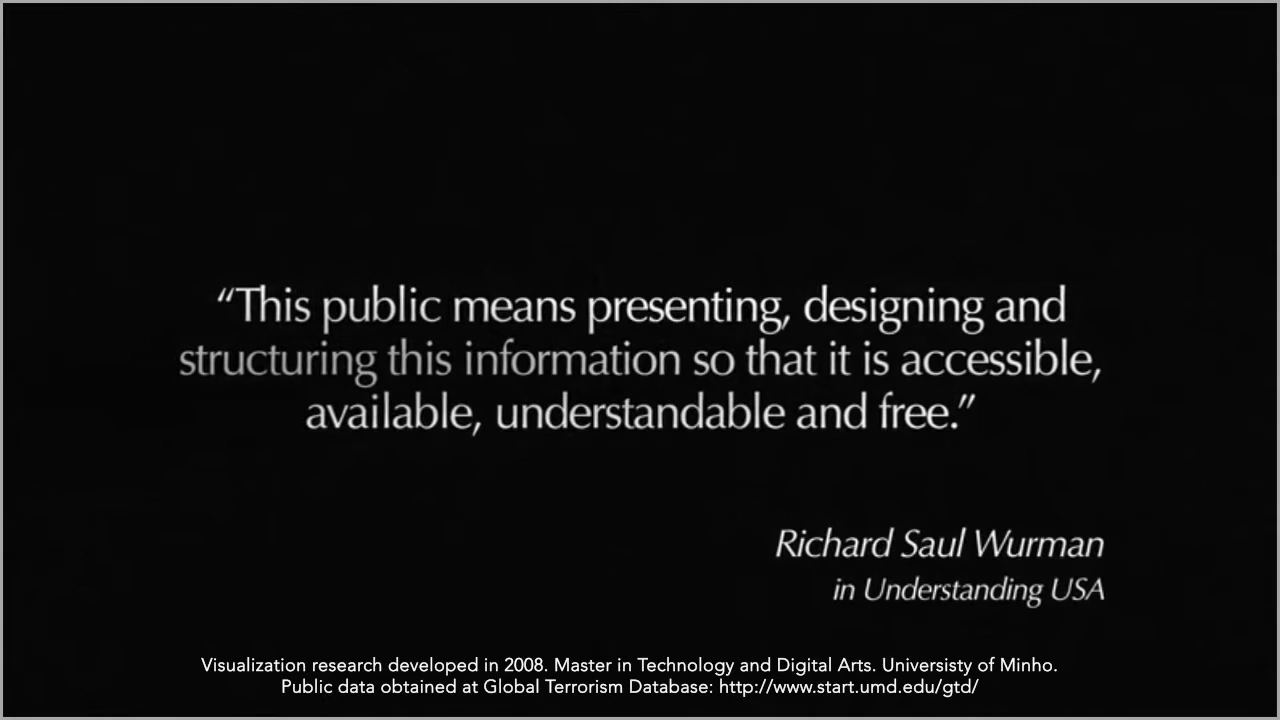 “This public means presenting, designing and
structuring this information so that it is accessible,
available, understandable and free.”
Richard Saul Wurman
in Understanding USA
Visualization research developed in 2008. Master in Technology and Digital Arts. Universisty of Minho.
Public data obtained at Global Terrorism Database: http://www.start.umd.edu/gtd/